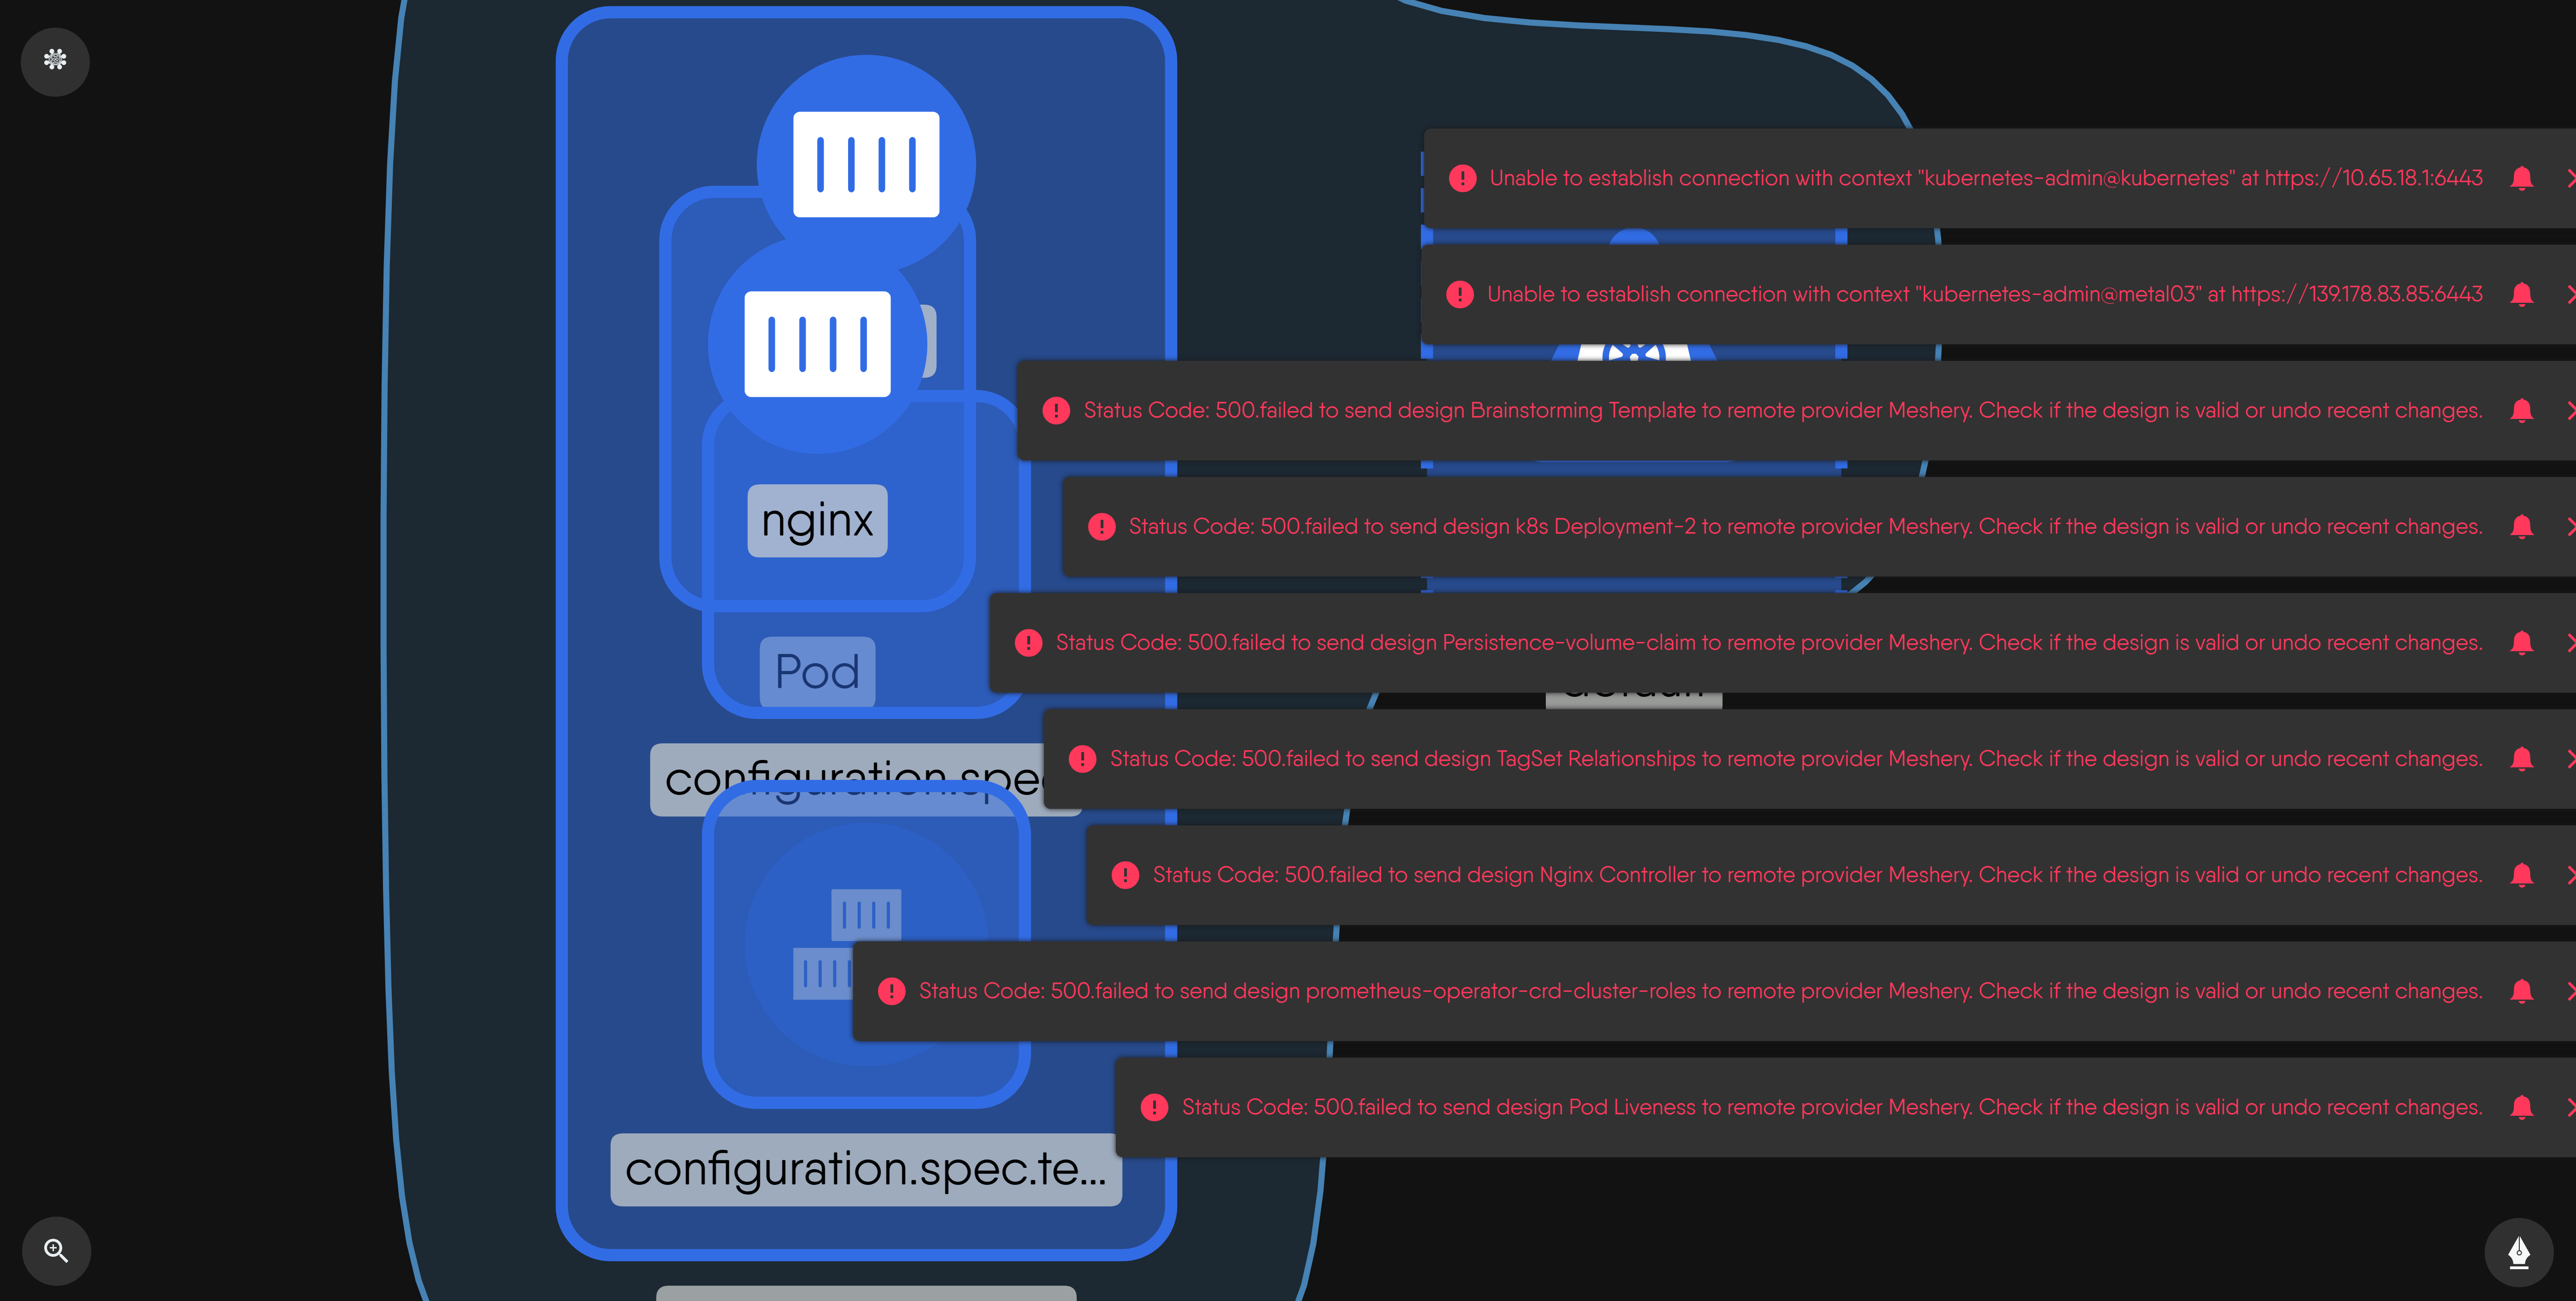 Unable to establish connection with context "kubernetes-admin@kubernetes" at https://10.65.18.1:6443
Unable to establish connection with context "kubernetes-admin@metal03" at https://139.178.83.85:6443
Status Code: 500.failed to send design Brainstorming Template to remote provider Meshery. Check if the design is valid or undo recent changes.
nginx
Status Code: 500.failed to send design k8s Deployment-2 to remote provider Meshery. Check if the design is valid or undo recent changes.
Status Code: 500.failed to send design Persistence-volume-claim to remote provider Meshery. Check if the design is valid or undo recent changes.
Pod
Status Code: 500.failed to send design TagSet Relationships to remote provider Meshery. Check if the design is valid or undo recent changes.
configuration.spec
Status Code: 500.failed to send design Nginx Controller to remote provider Meshery. Check if the design is valid or undo recent changes.
Status Code: 500.failed to send design prometheus-operator-crd-cluster-roles to remote provider Meshery. Check if the design is valid or undo recent changes.
Status Code: 500.failed to send design Pod Liveness to remote provider Meshery. Check if the design is valid or undo recent changes.
configuration.spec.te...